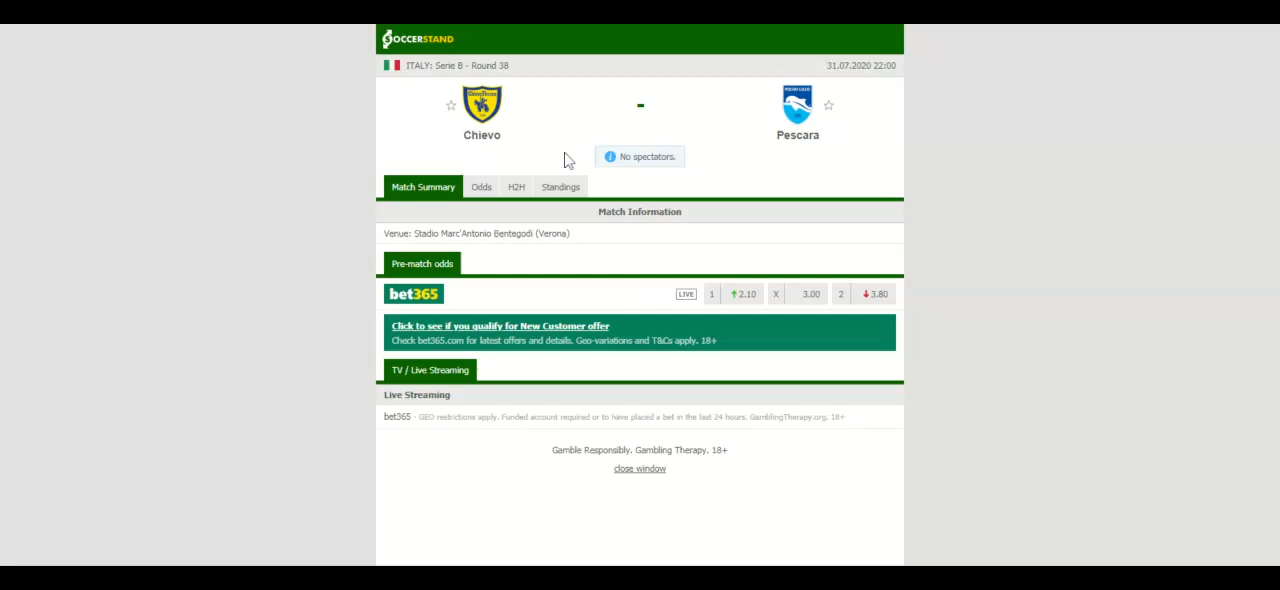 SOCCERSTAND
ITALY: Serie B - Round 38 31.07.2020 22:00
-
Chievo Pescara
No spectators.
Match Summary Odds H2H Standings
Match Information
Venue: Stadio Marc'Antonio Bentegodi (Verona)
Pre-match odds
bet365 LIVE 1 2.10 X 3.00 2 3.80
Click to see if you qualify for New Customer offer
Check bet365.com for latest offers and details. Geo-variations and T&Cs apply. 18+
TV / Live Streaming
Live Streaming
bet365 - GEO restrictions apply. Funded account required or to have placed a bet in the last 24 hours. GamblingTherapy.org. 18+
Gamble Responsibly. Gambling Therapy. 18+
close window